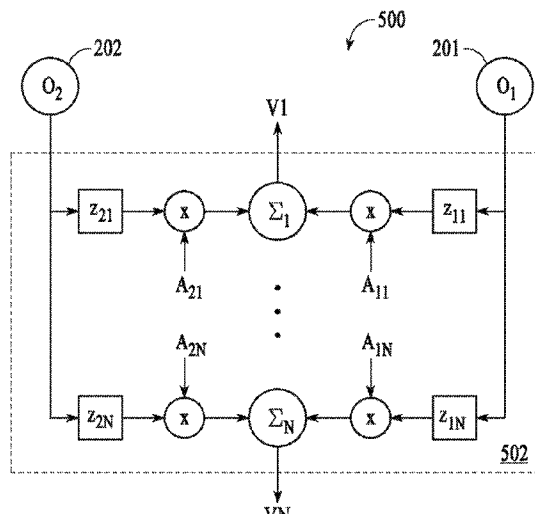 500
202
201
O2
O1
V1
z21
x
Σ1
x
z11
A21
A11
A2N
A1N
z2N
x
ΣN
x
z1N
502
VN